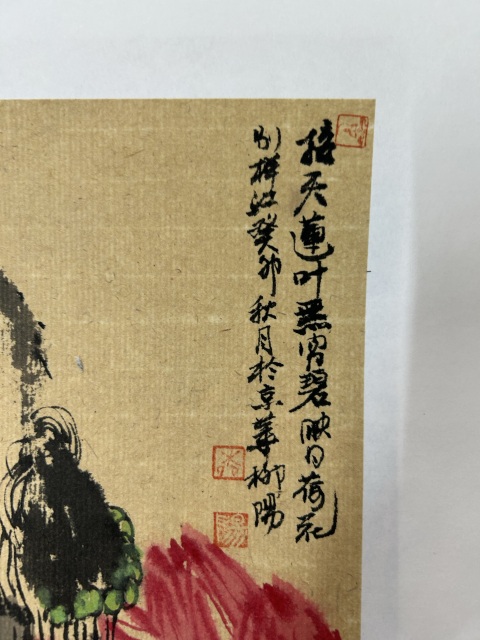 接天蓮叶無穷碧映日荷花
别樣红癸卯秋月於京華柳陽